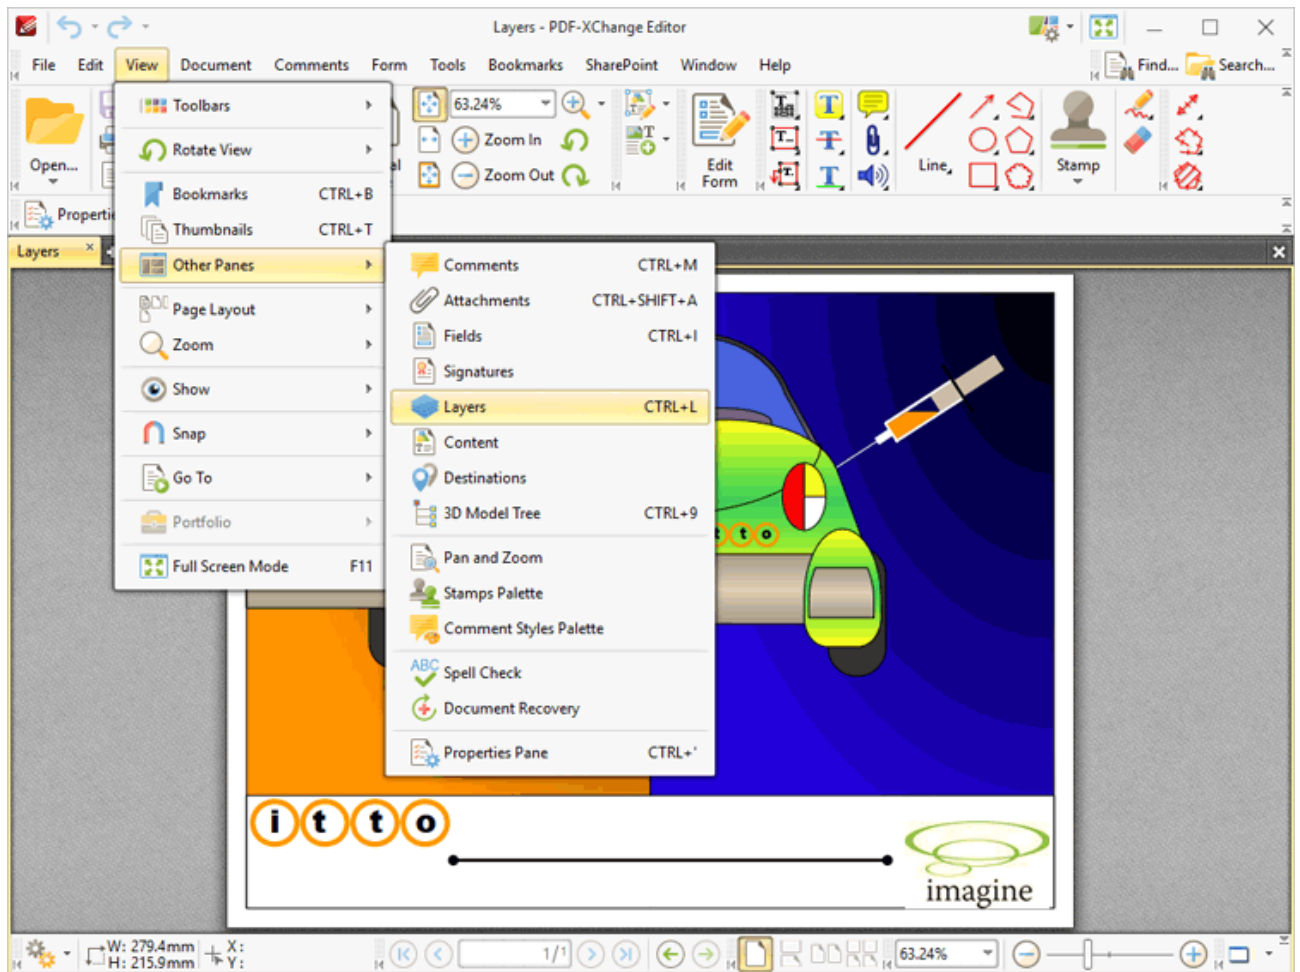 Layers - PDF-XChange Editor
File Edit View Document Comments Form Tools Bookmarks SharePoint Window Help
Find... Search...
Open...
63.24%
Zoom In
Zoom Out
Edit
Form
Line
Stamp
Layers
Toolbars
Rotate View
Bookmarks CTRL+B
Thumbnails CTRL+T
Other Panes
Page Layout
Zoom
Show
Snap
Go To
Portfolio
Full Screen Mode F11
Comments CTRL+M
Attachments CTRL+SHIFT+A
Fields CTRL+I
Signatures
Layers CTRL+L
Content
Destinations
3D Model Tree CTRL+9
Pan and Zoom
Stamps Palette
Comment Styles Palette
ABC Spell Check
Document Recovery
Properties Pane CTRL+'
t t o
i t t o
imagine
W: 279.4mm X:
H: 215.9mm Y:
1/1
63.24%